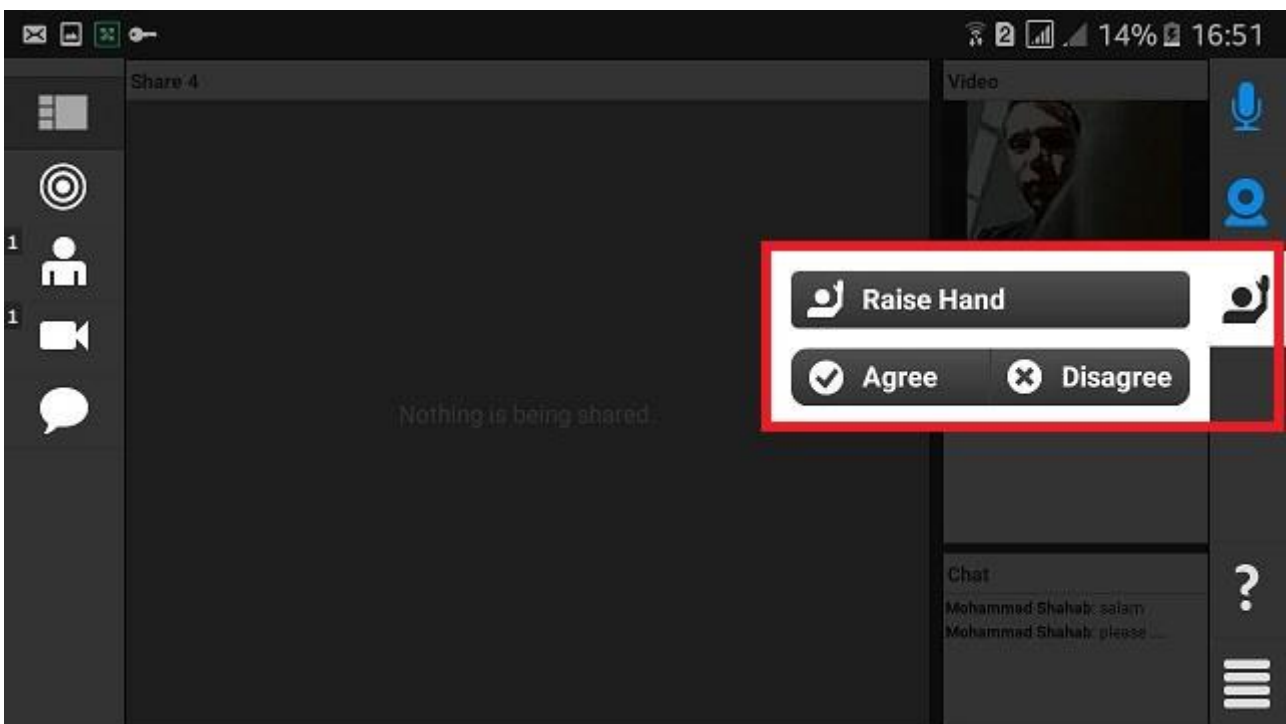 2 14% 16:51
Share 4
Video
1
1
Raise Hand
Agree Disagree
Nothing is being shared.
Chat
Mohammad Shahab: salam
Mohammad Shahab: please ...
?